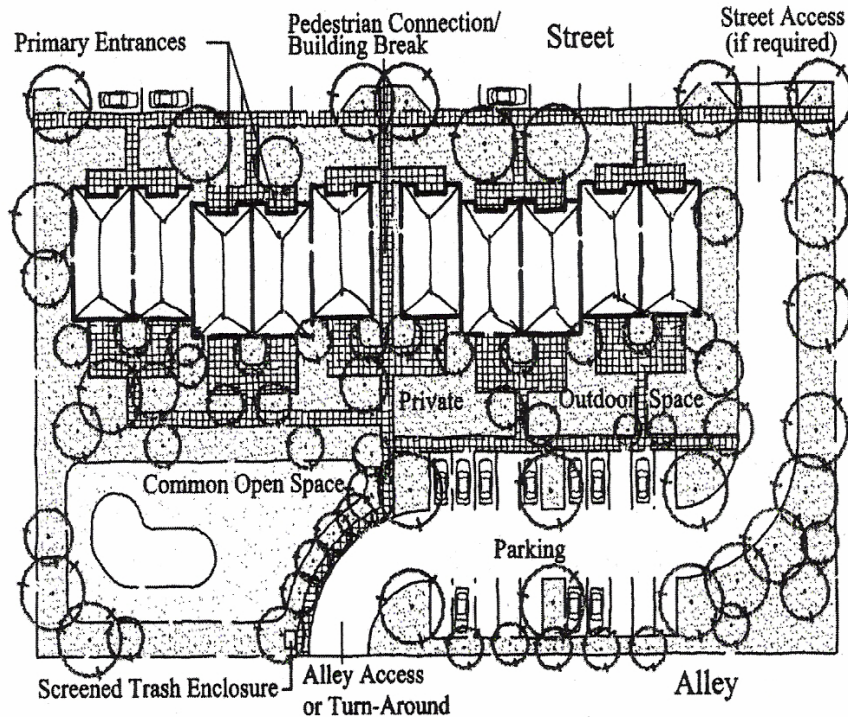 Primary Entrances
Pedestrian Connection/
Building Break
Street
Street Access
(if required)
Private Outdoor Space
Common Open Space
Parking
Screened Trash Enclosure
Alley Access
or Turn-Around
Alley